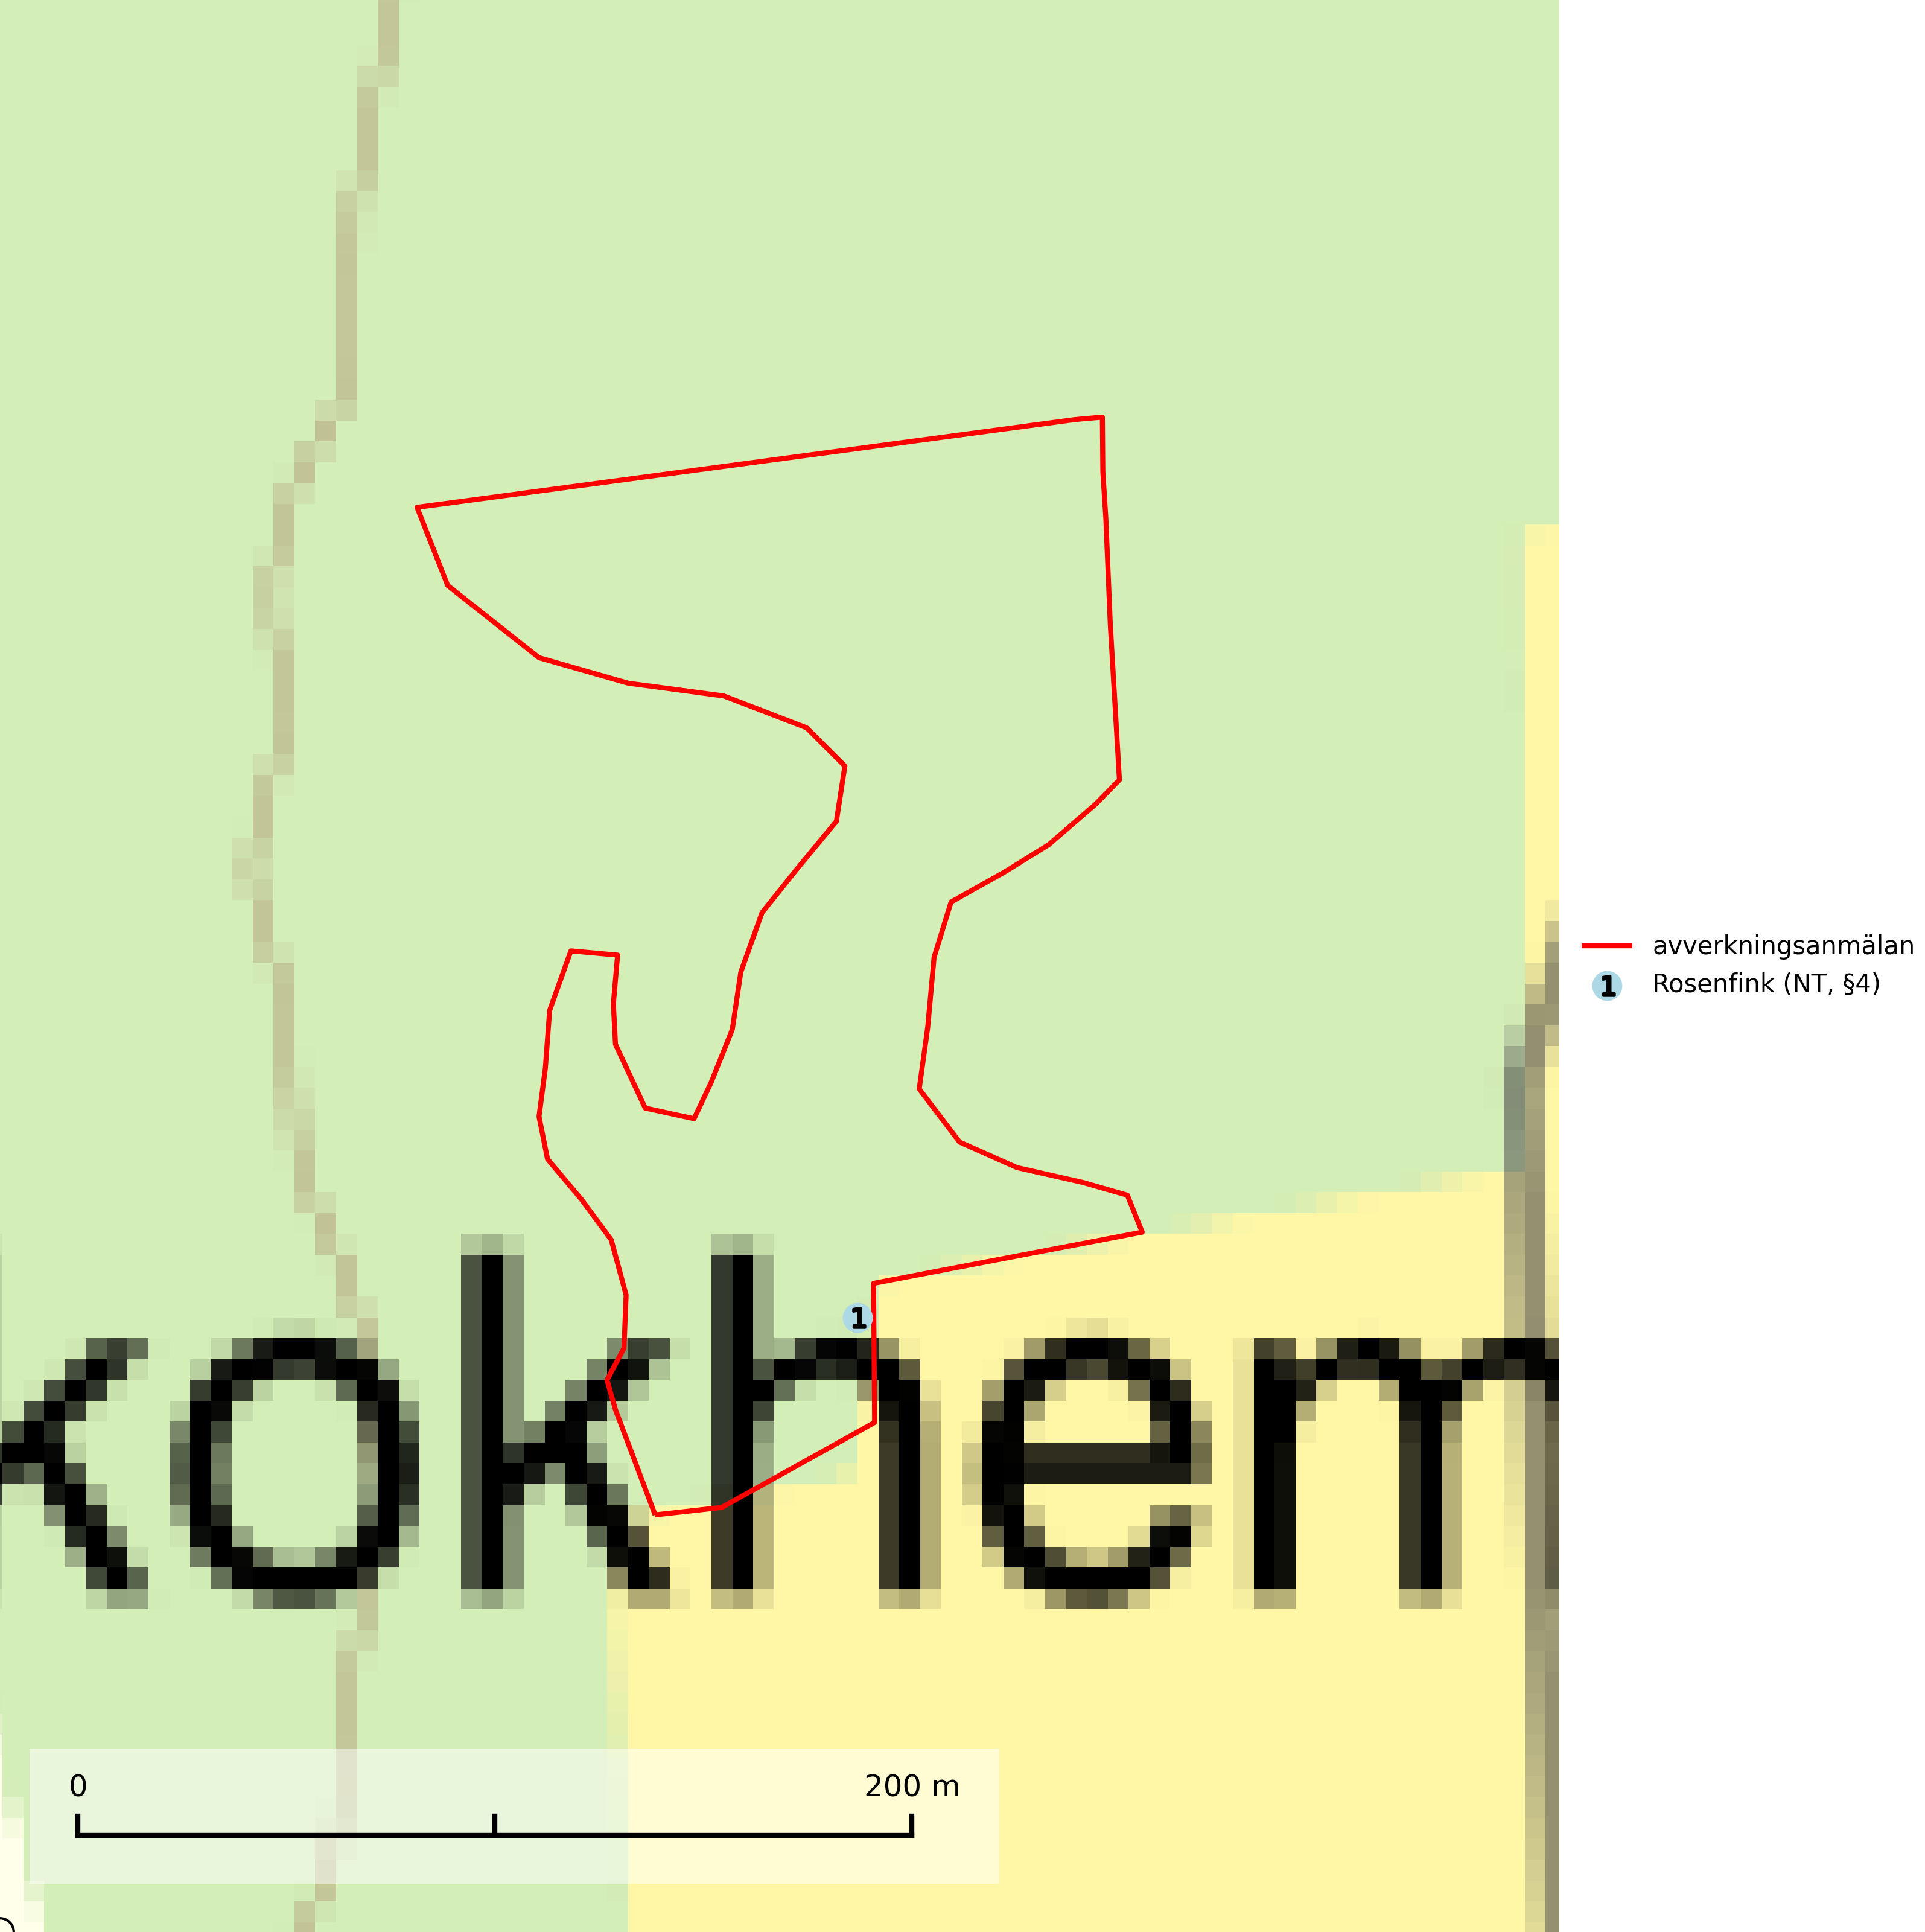 avverkningsanmälan
1 Rosenfink (NT, §4)
1
kokhem
0 200 m